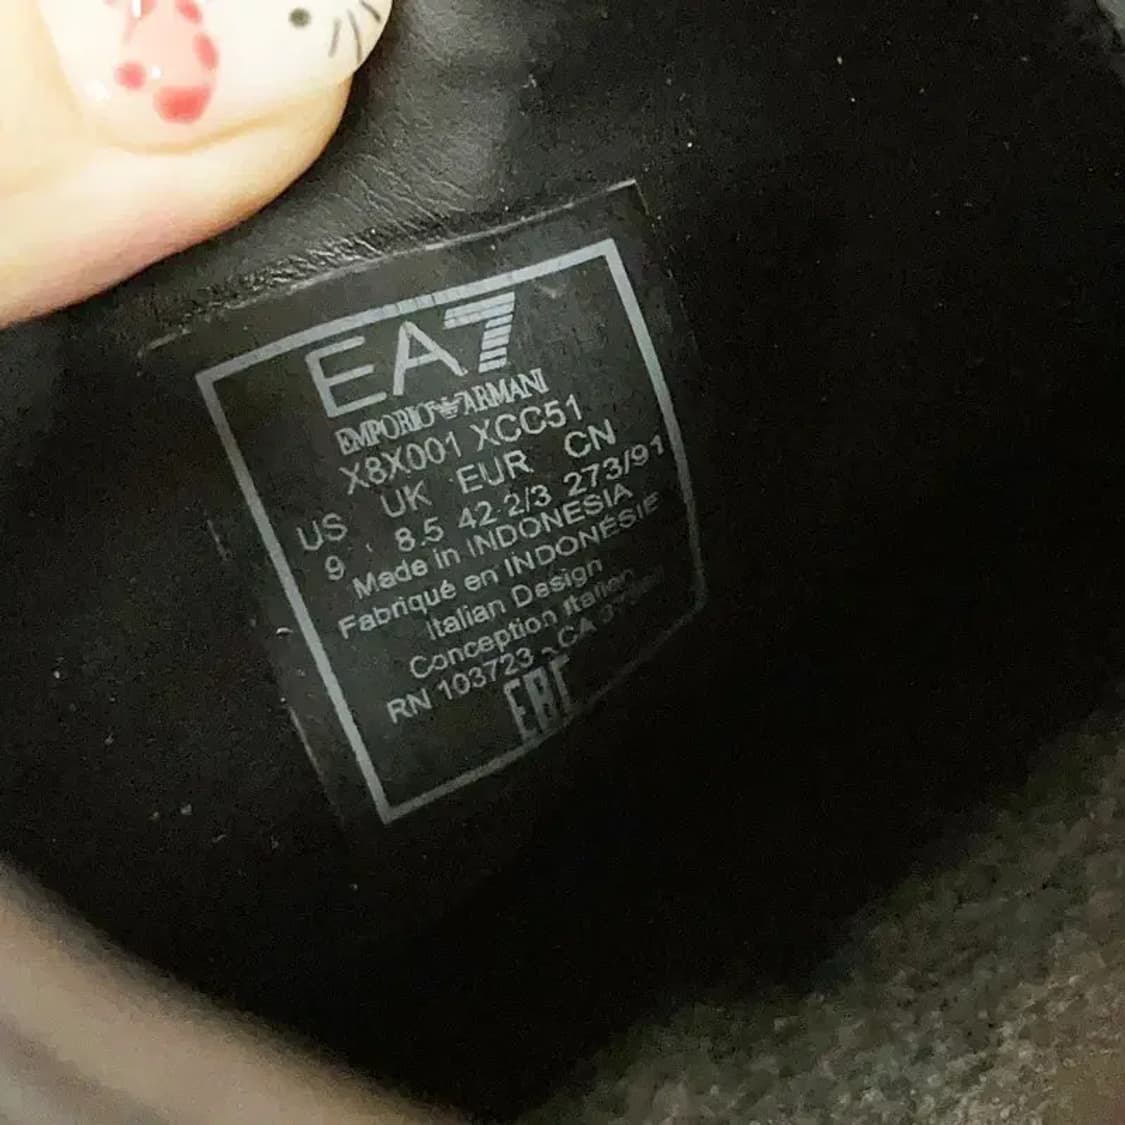 EA7
EMPORIO ARMANI
X8X001 XCC51
US UK EUR CN
9 8.5 42 2/3 273/91
Made in INDONESIA
Fabriqué en INDONÉSIE
Italian Design
Conception Italien
RN 103723 - CA
EAC